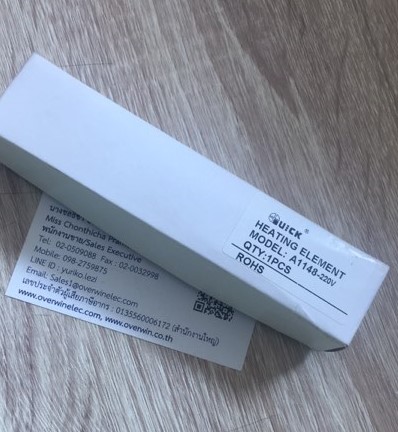 QUICK
HEATING ELEMENT
MODEL: A1148-220V
QTY:1PCS
ROHS
Miss Chonthicha
พนักงานขาย/Sales Executive
Tel: 02-0509088 Fax : 02-0032998
Mobile: 098-2759875
LINE ID : yuriko.lezi
Email: Sales1@overwinelec.com
www.overwinelec.com, www.overwin.co.th
เลขประจำตัวผู้เสียภาษีอากร : 0135560006172 (สำนักงานใหญ่)